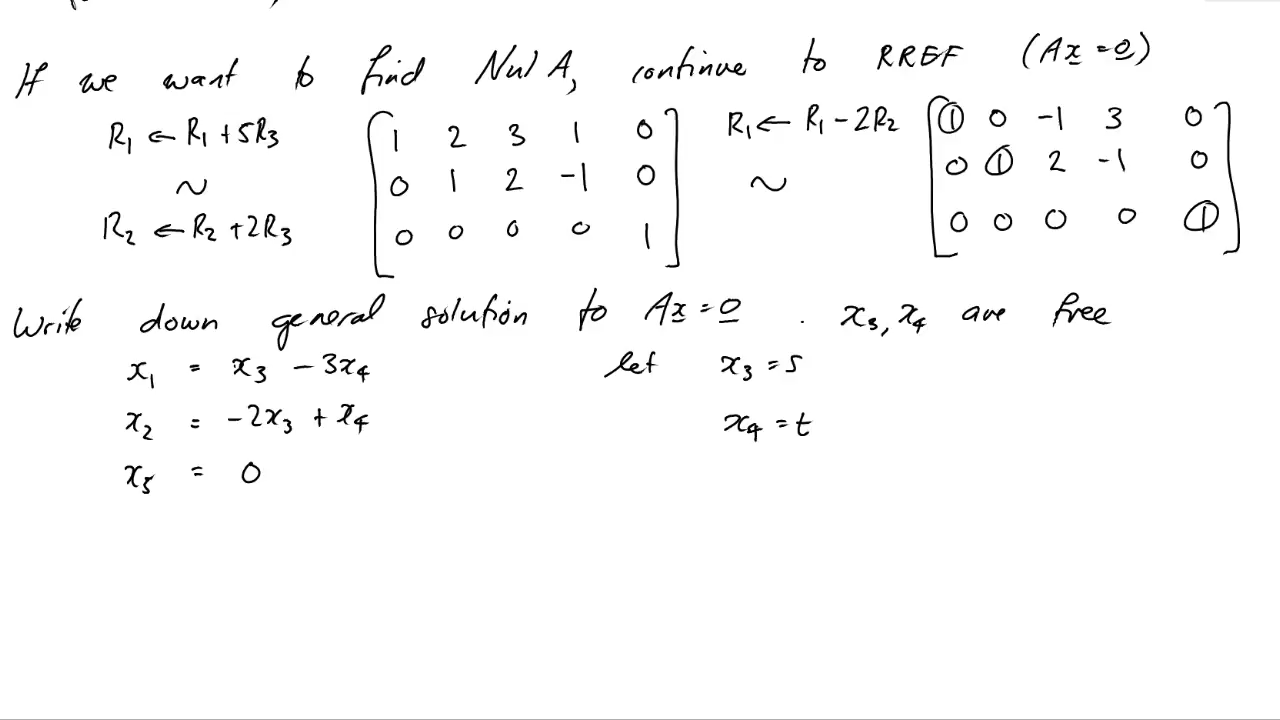 If we want to find Nul A, continue to RREF (Ax = 0)
R₁ ← R₁ + 5R₃
~
R₂ ← R₂ + 2R₃
1 2 3 1 0
0 1 2 -1 0
0 0 0 0 1
R₁ ← R₁ - 2R₂
~
1 0 -1 3 0
0 1 2 -1 0
0 0 0 0 1
Write down general solution to Ax = 0 . x₃, x₄ are free
x₁ = x₃ - 3x₄ let x₃ = s
x₂ = -2x₃ + x₄ x₄ = t
x₅ = 0